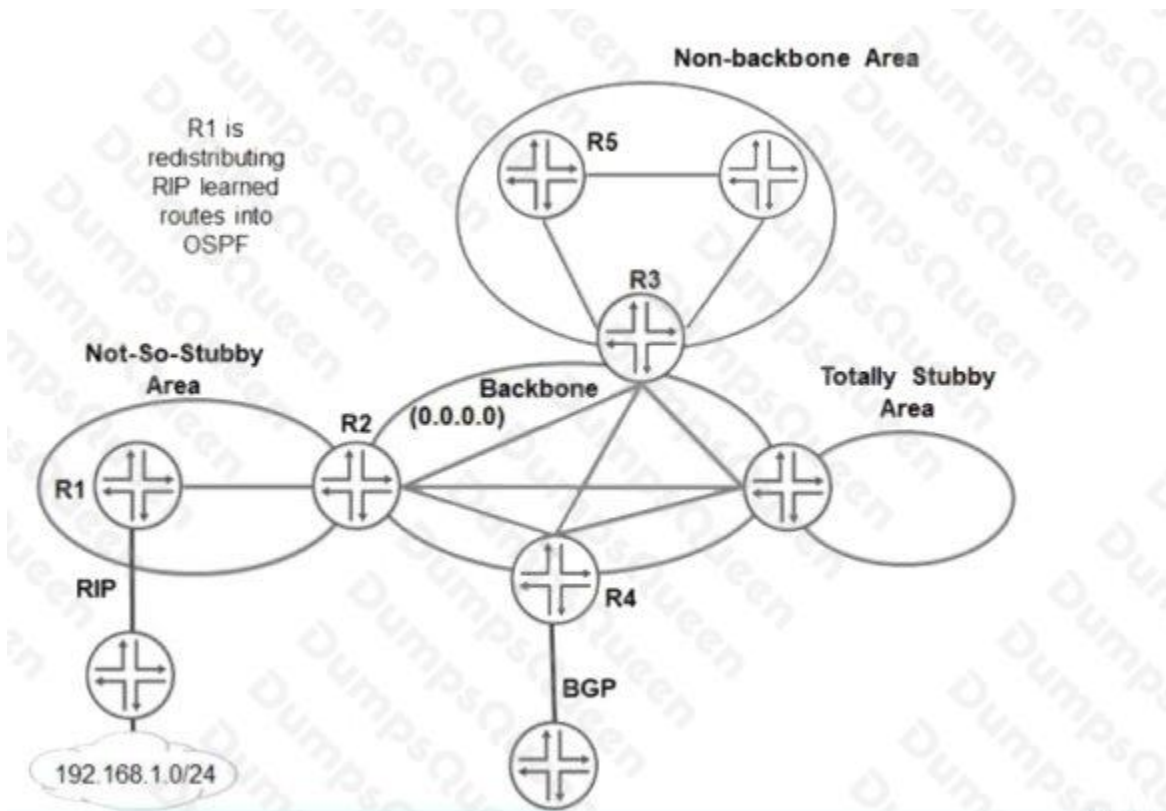 Non-backbone Area
R1 is
redistributing
RIP learned
routes into
OSPF
R5
R3
Not-So-Stubby
Area
Backbone
(0.0.0.0)
Totally Stubby
Area
R2
R1
R4
RIP
BGP
192.168.1.0/24
DumpsQueen